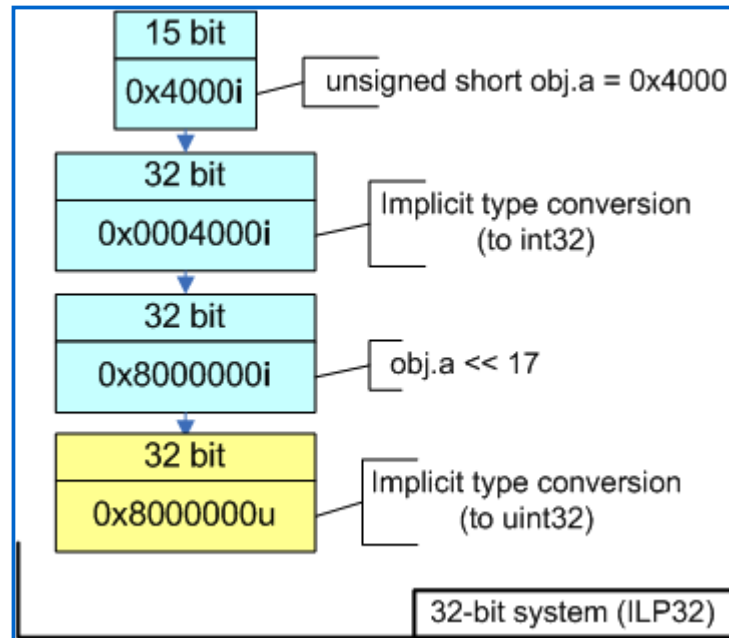 15 bit
0x4000i
unsigned short obj.a = 0x4000
32 bit
0x0004000i
Implicit type conversion
(to int32)
32 bit
0x8000000i
obj.a << 17
32 bit
0x8000000u
Implicit type conversion
(to uint32)
32-bit system (ILP32)